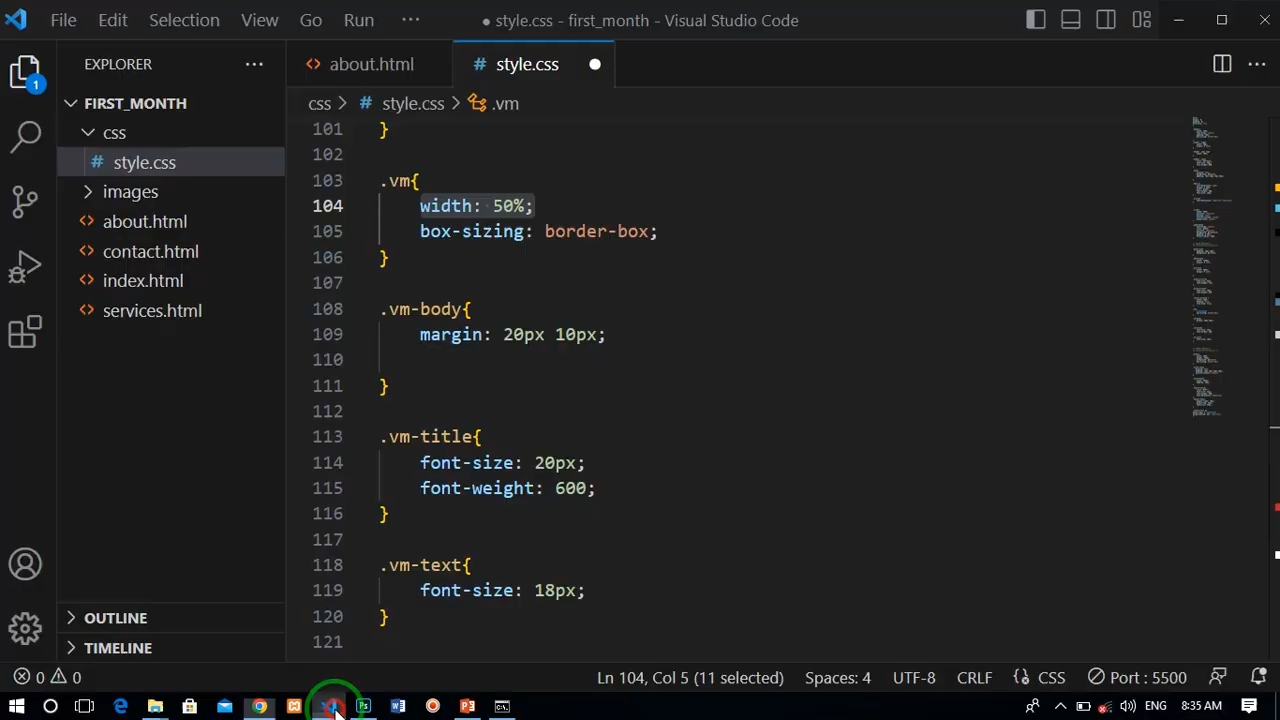 File Edit Selection View Go Run ··· ● style.css - first_month - Visual Studio Code
EXPLORER ···
about.html
# style.css ●
1
FIRST_MONTH
css
# style.css
images
about.html
contact.html
index.html
services.html
OUTLINE
TIMELINE
css > # style.css > .vm
101 }
102
103 .vm{
104 width: 50%;
105 box-sizing: border-box;
106 }
107
108 .vm-body{
109 margin: 20px 10px;
110
111 }
112
113 .vm-title{
114 font-size: 20px;
115 font-weight: 600;
116 }
117
118 .vm-text{
119 font-size: 18px;
120 }
121
0 0 Ln 104, Col 5 (11 selected) Spaces: 4 UTF-8 CRLF {} CSS Port : 5500
ENG 8:35 AM